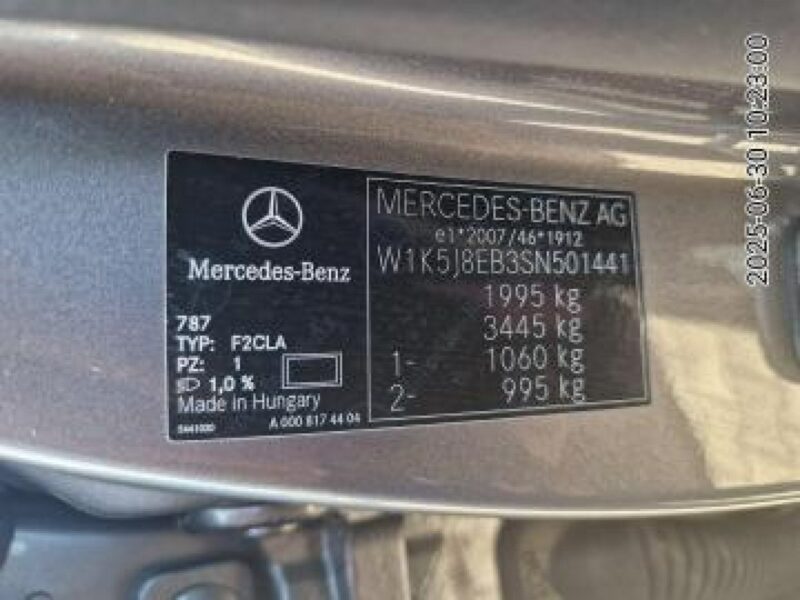 Mercedes-Benz
787
TYP: F2CLA
PZ: 1
1,0 %
Made in Hungary
A 000 817 44 04
MERCEDES-BENZ AG
e1*2007/46*1912
W1K5J8EB3SN501441
1995 kg
3445 kg
1- 1060 kg
2- 995 kg
2025-06-30 10:23:00